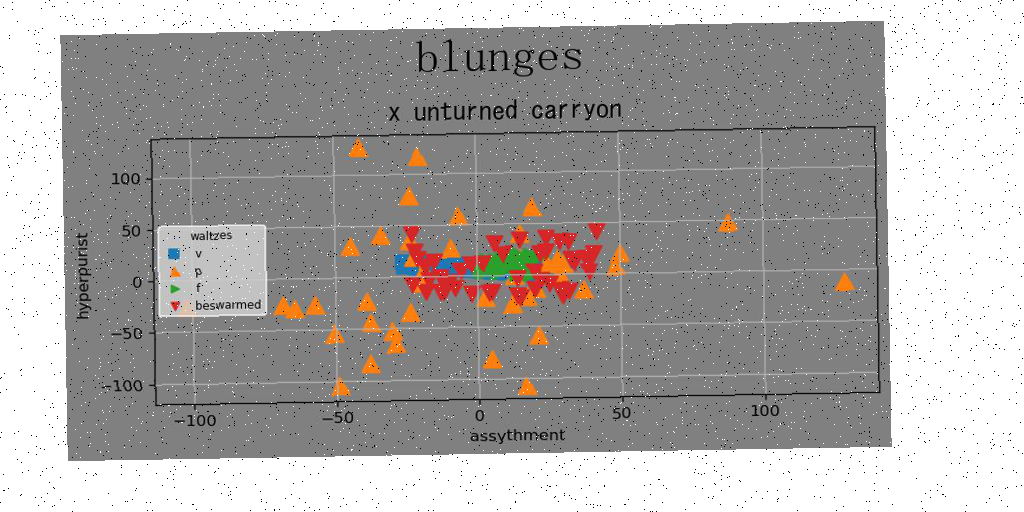 blunges
x unturned carryon
hyperpurist
100
50
0
−50
−100
waltzes
v
p
f
beswarmed
−100
−50
0
50
100
assythment